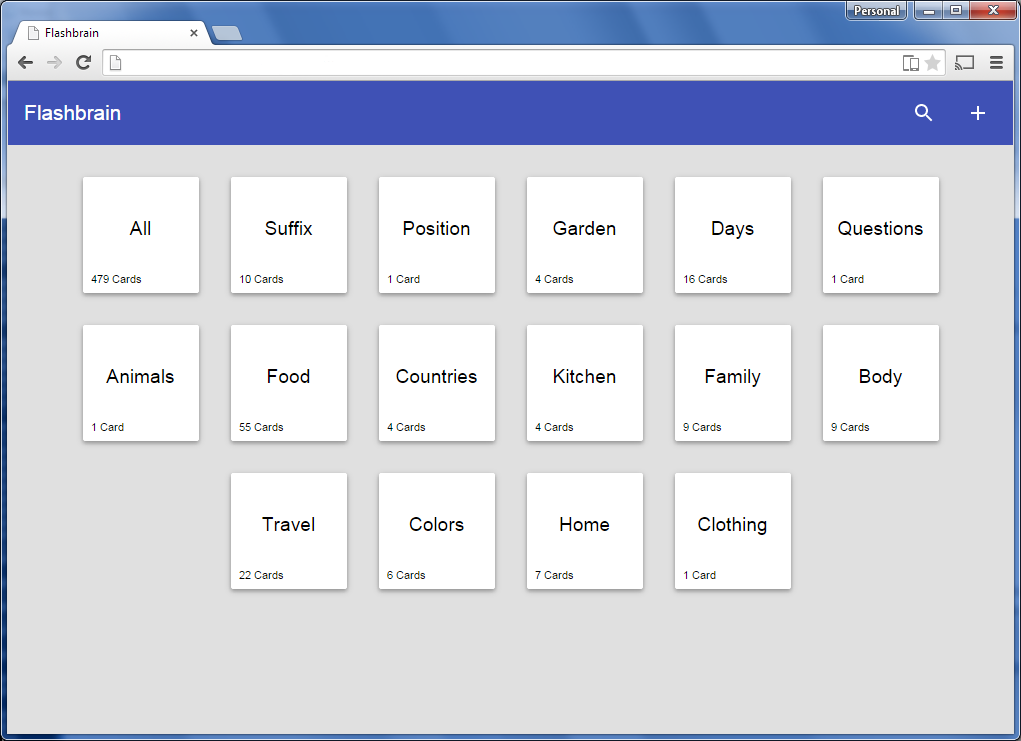 Personal
Flashbrain
Flashbrain
All
479 Cards
Suffix
10 Cards
Position
1 Card
Garden
4 Cards
Days
16 Cards
Questions
1 Card
Animals
1 Card
Food
55 Cards
Countries
4 Cards
Kitchen
4 Cards
Family
9 Cards
Body
9 Cards
Travel
22 Cards
Colors
6 Cards
Home
7 Cards
Clothing
1 Card